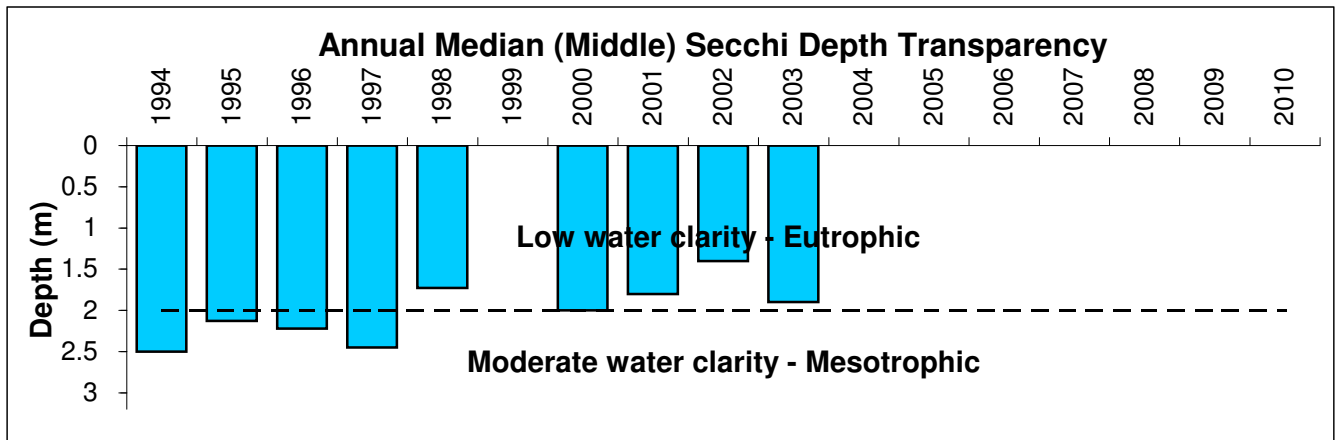 Annual Median (Middle) Secchi Depth Transparency
1994 1995 1996 1997 1998 1999 2000 2001 2002 2003 2004 2005 2006 2007 2008 2009 2010
Depth (m)
0
0.5
1
1.5
2
2.5
3
Low water clarity - Eutrophic
Moderate water clarity - Mesotrophic